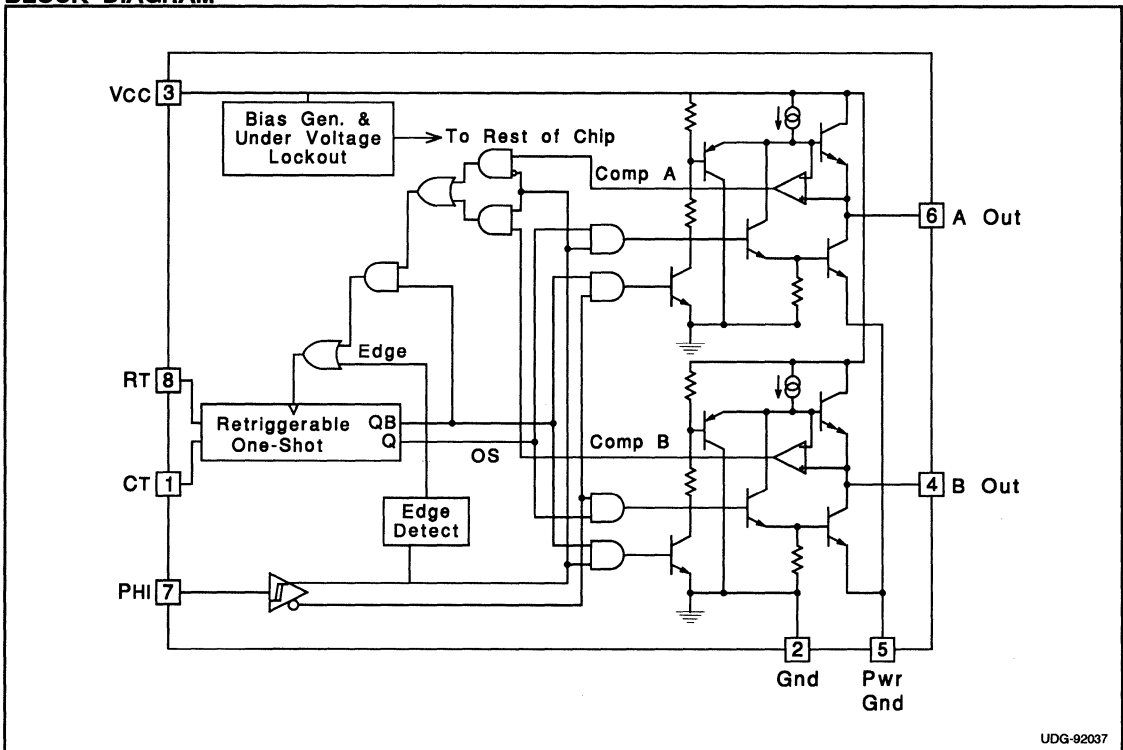 BLOCK DIAGRAM
VCC 3
Bias Gen. &
Under Voltage
Lockout
To Rest of Chip
Comp A
6 A Out
Edge
RT 8
Retriggerable
One-Shot
QB
Q
OS
Comp B
CT 1
4 B Out
Edge
Detect
PHI 7
2
Gnd
5
Pwr
Gnd
UDG-92037